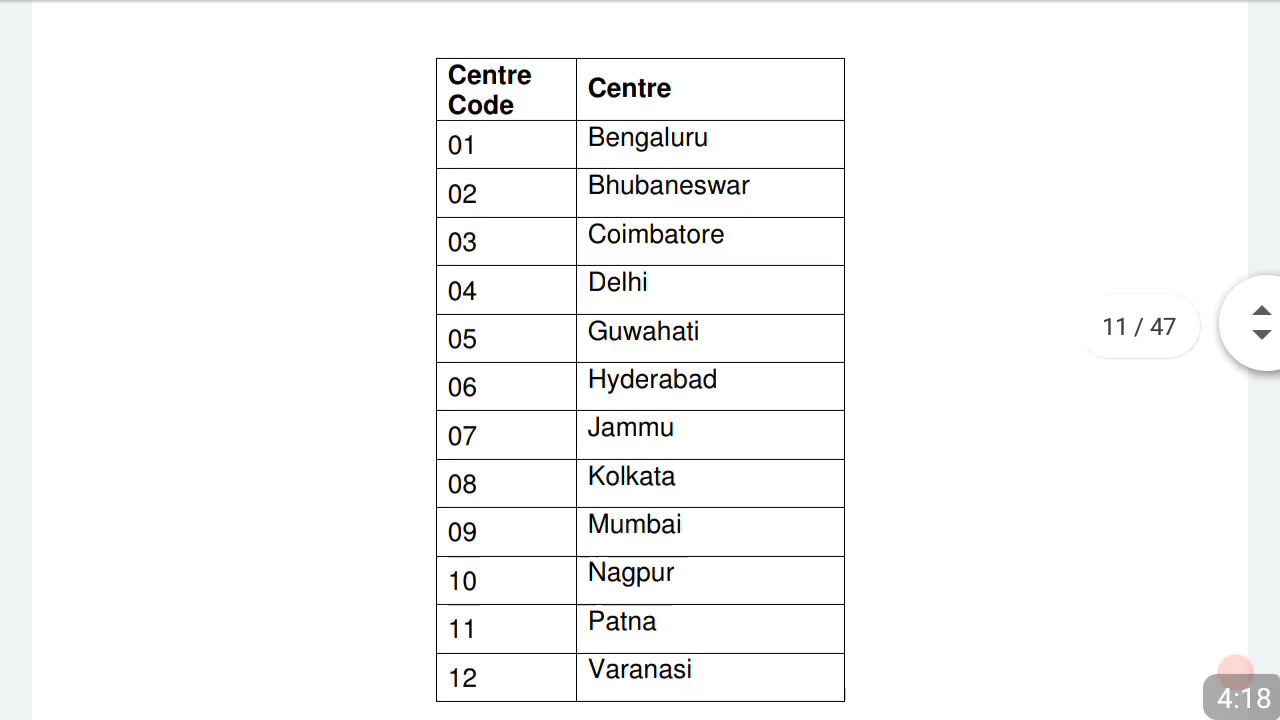 Centre
Code
Centre
01 Bengaluru
02 Bhubaneswar
03 Coimbatore
04 Delhi
05 Guwahati
06 Hyderabad
07 Jammu
08 Kolkata
09 Mumbai
10 Nagpur
11 Patna
12 Varanasi
11 / 47
4:18